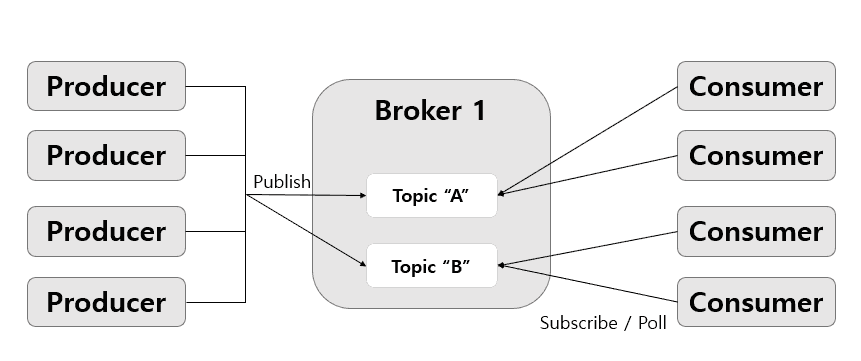 Producer
Producer
Producer
Producer
Publish
Broker 1
Topic “A”
Topic “B”
Consumer
Consumer
Consumer
Consumer
Subscribe / Poll